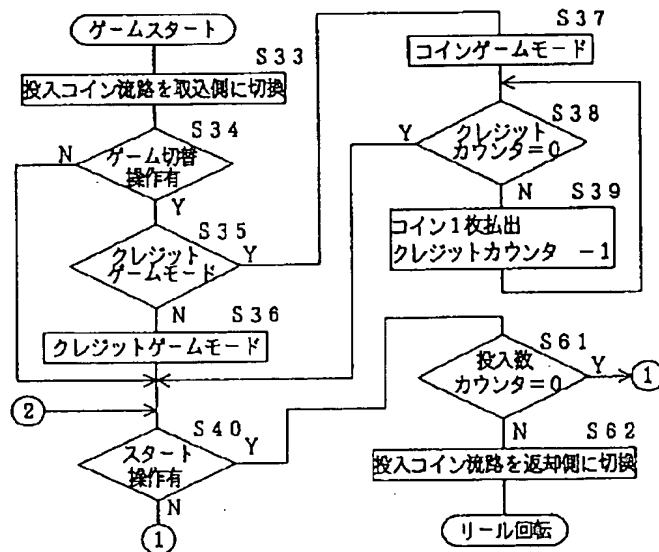 ゲームスタート
S33
投入コイン流路を取込側に切換
S34
N
ゲーム切替
操作有
Y
S35
クレジット
ゲームモード
Y
N
S36
クレジットゲームモード
②
S40
スタート
操作有
Y
N
①
S37
コインゲームモード
S38
Y
クレジット
カウンタ=0
N
S39
コイン1枚払出
クレジットカウンタ -1
S61
投入数
カウンタ=0
Y
①
N
S62
投入コイン流路を返却側に切換
リール回転